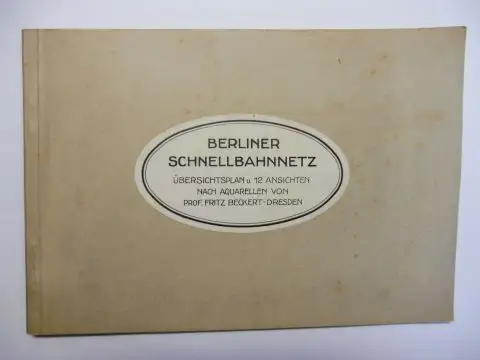 BERLINER
SCHNELLBAHNNETZ
ÜBERSICHTSPLAN u. 12 ANSICHTEN
NACH AQUARELLEN VON
PROF. FRITZ BECKERT-DRESDEN